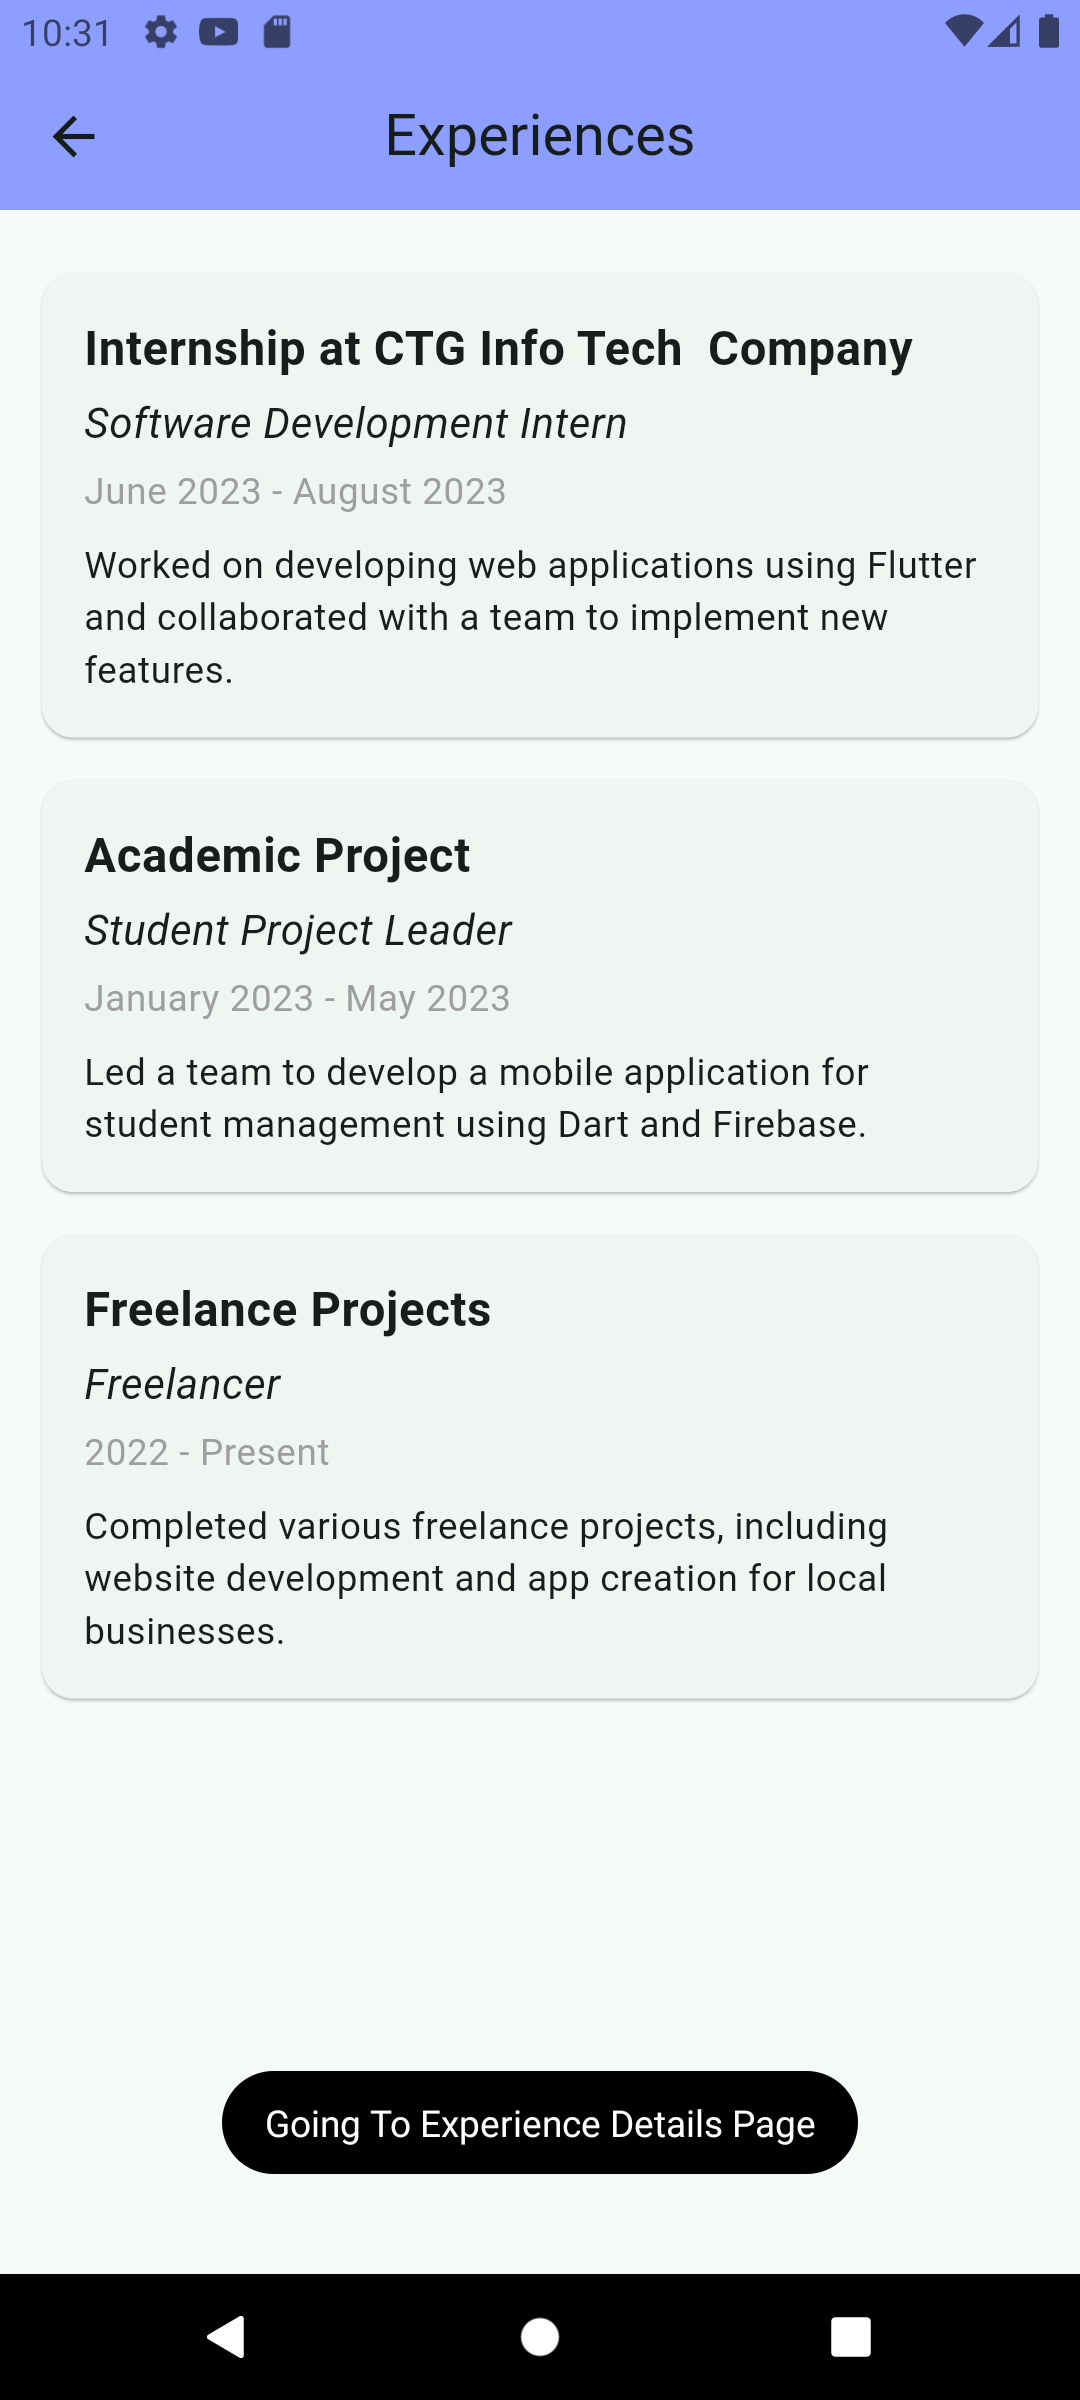 10:31
Experiences
Internship at CTG Info Tech  Company
Software Development Intern
June 2023 - August 2023
Worked on developing web applications using Flutter
and collaborated with a team to implement new
features.
Academic Project
Student Project Leader
January 2023 - May 2023
Led a team to develop a mobile application for
student management using Dart and Firebase.
Freelance Projects
Freelancer
2022 - Present
Completed various freelance projects, including
website development and app creation for local
businesses.
Going To Experience Details Page